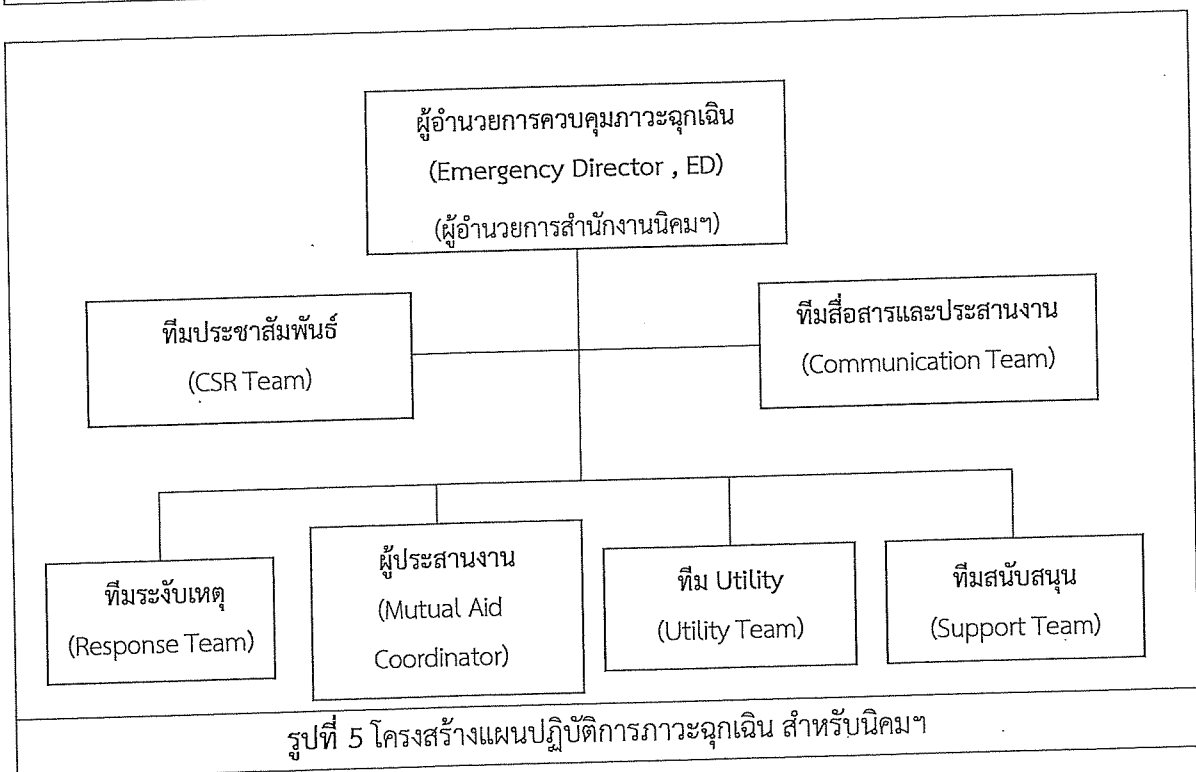 ผู้อำนวยการควบคุมภาวะฉุกเฉิน
(Emergency Director , ED)
(ผู้อำนวยการสำนักงานนิคมฯ)
ทีมประชาสัมพันธ์
(CSR Team)
ทีมสื่อสารและประสานงาน
(Communication Team)
ทีมระงับเหตุ
(Response Team)
ผู้ประสานงาน
(Mutual Aid
Coordinator)
ทีม Utility
(Utility Team)
ทีมสนับสนุน
(Support Team)
รูปที่ 5 โครงสร้างแผนปฏิบัติการภาวะฉุกเฉิน สำหรับนิคมฯ